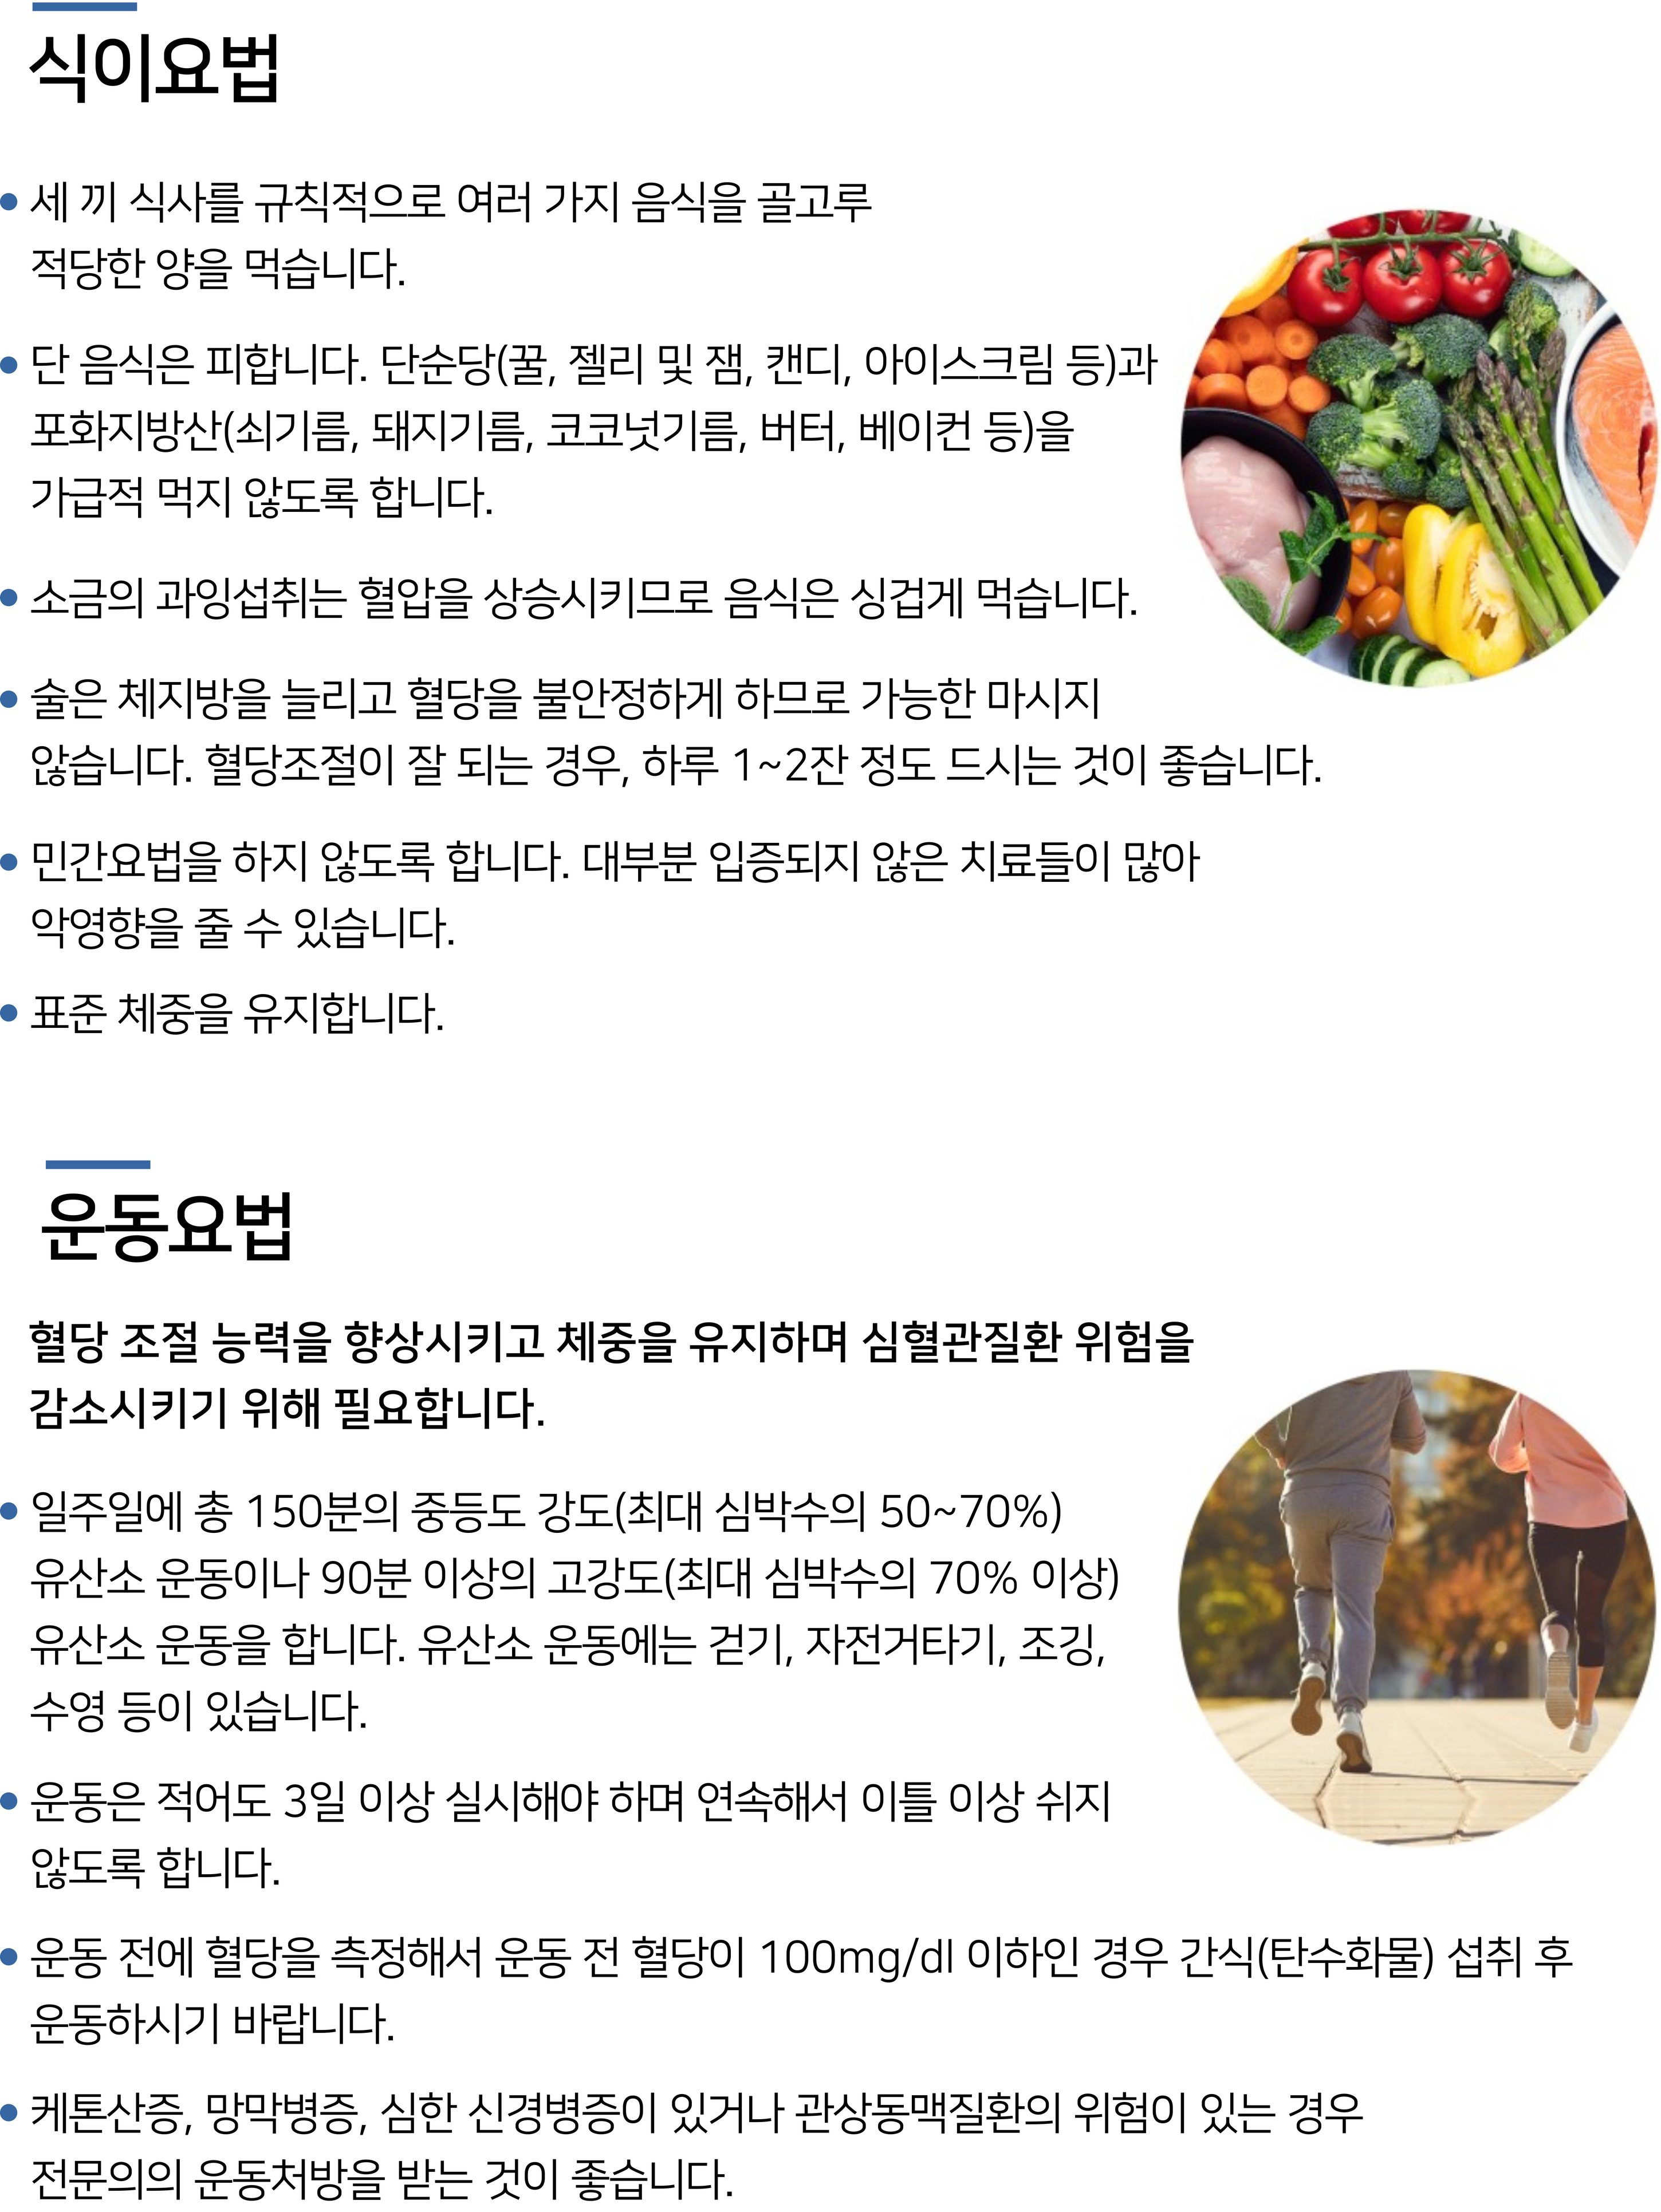 식이요법
세 끼 식사를 규칙적으로 여러 가지 음식을 골고루
적당한 양을 먹습니다.
단 음식은 피합니다. 단순당(꿀, 젤리 및 잼, 캔디, 아이스크림 등)과
포화지방산(쇠기름, 돼지기름, 코코넛기름, 버터, 베이컨 등)을
가급적 먹지 않도록 합니다.
소금의 과잉섭취는 혈압을 상승시키므로 음식은 싱겁게 먹습니다.
술은 체지방을 늘리고 혈당을 불안정하게 하므로 가능한 마시지
않습니다. 혈당조절이 잘 되는 경우, 하루 1~2잔 정도 드시는 것이 좋습니다.
민간요법을 하지 않도록 합니다. 대부분 입증되지 않은 치료들이 많아
악영향을 줄 수 있습니다.
표준 체중을 유지합니다.
운동요법
혈당 조절 능력을 향상시키고 체중을 유지하며 심혈관질환 위험을
감소시키기 위해 필요합니다.
일주일에 총 150분의 중등도 강도(최대 심박수의 50~70%)
유산소 운동이나 90분 이상의 고강도(최대 심박수의 70% 이상)
유산소 운동을 합니다. 유산소 운동에는 걷기, 자전거타기, 조깅,
수영 등이 있습니다.
운동은 적어도 3일 이상 실시해야 하며 연속해서 이틀 이상 쉬지
않도록 합니다.
운동 전에 혈당을 측정해서 운동 전 혈당이 100mg/dl 이하인 경우 간식(탄수화물) 섭취 후
운동하시기 바랍니다.
케톤산증, 망막병증, 심한 신경병증이 있거나 관상동맥질환의 위험이 있는 경우
전문의의 운동처방을 받는 것이 좋습니다.